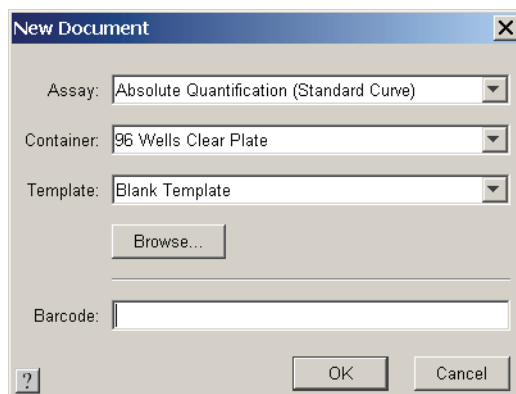 New Document
Assay: Absolute Quantification (Standard Curve)
Container: 96 Wells Clear Plate
Template: Blank Template
Browse...
Barcode:
? OK Cancel